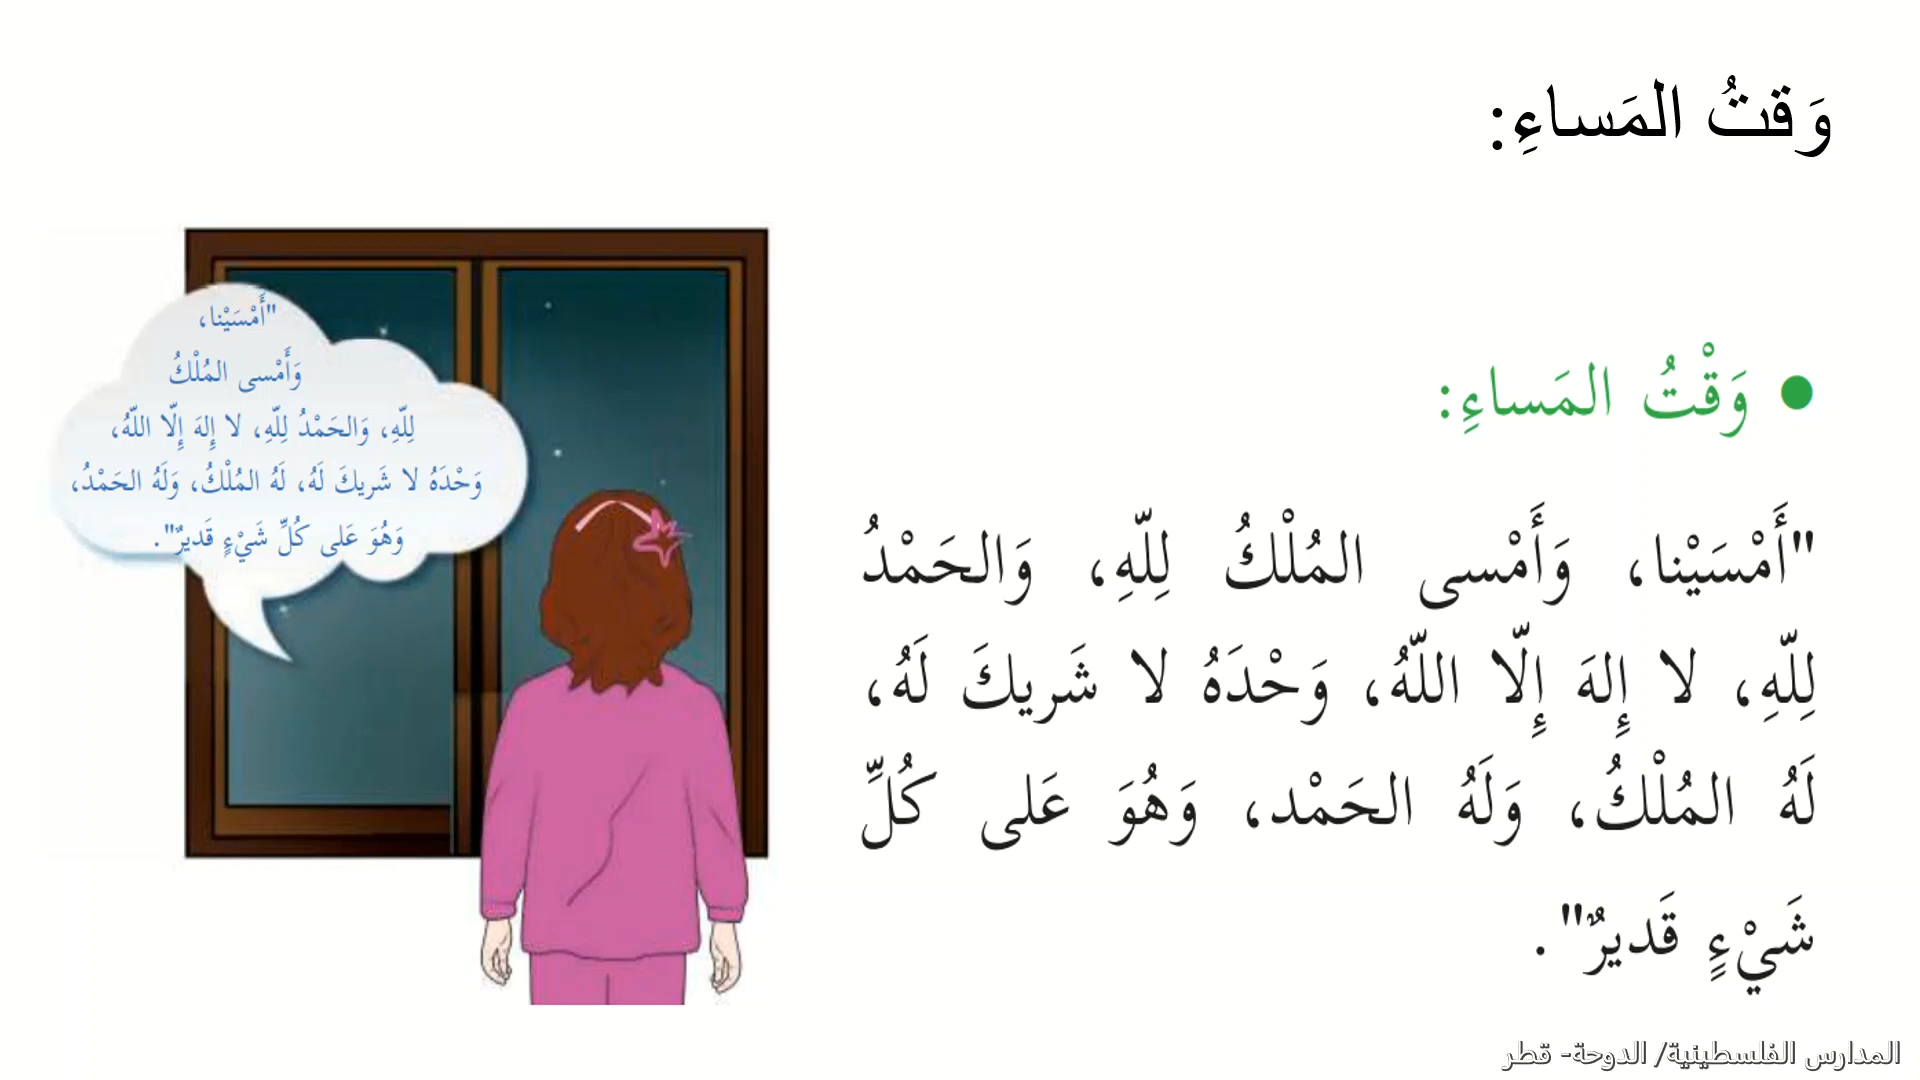 وَقتُ المَساءِ:
● وَقْتُ المَساءِ:
"أَمْسَيْنا، وَأَمْسى المُلْكُ لِلّهِ، وَالحَمْدُ
لِلّهِ، لا إِلهَ إِلّا اللّهُ، وَحْدَهُ لا شَريكَ لَهُ،
لَهُ المُلْكُ، وَلَهُ الحَمْد، وَهُوَ عَلى كُلِّ
شَيْءٍ قَديرٌ".
"أَمْسَيْنا،
وَأَمْسى المُلْكُ
لِلّهِ، وَالحَمْدُ لِلّهِ، لا إِلهَ إِلّا اللّهُ،
وَحْدَهُ لا شَريكَ لَهُ، لَهُ المُلْكُ، وَلَهُ الحَمْدُ،
وَهُوَ عَلى كُلِّ شَيْءٍ قَديرٌ".
المدارس الفلسطينية/ الدوحة- قطر